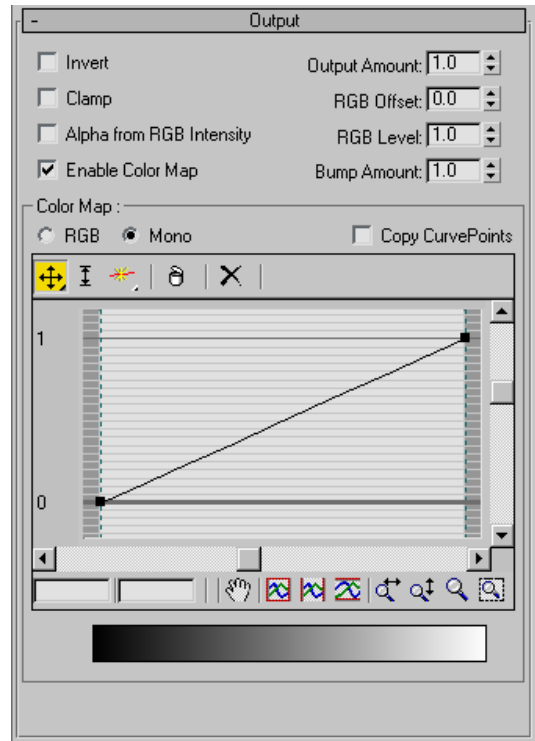 - Output
Invert Output Amount: 1.0
Clamp RGB Offset: 0.0
Alpha from RGB Intensity RGB Level: 1.0
Enable Color Map Bump Amount: 1.0
Color Map :
RGB Mono Copy CurvePoints
1
0